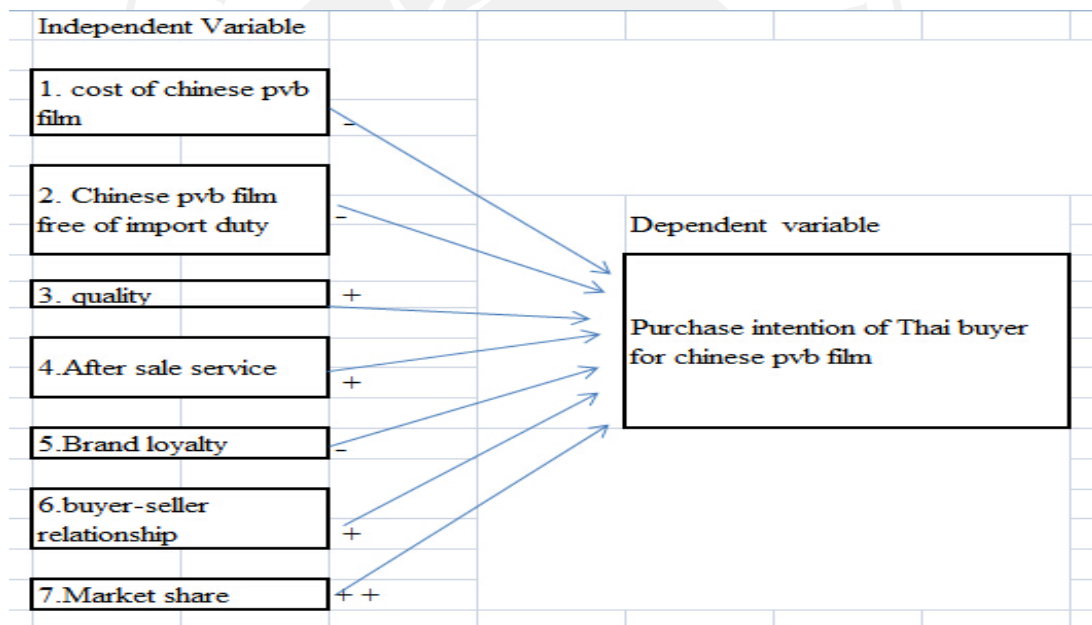 Independent Variable
1. cost of chinese pvb
film
-
2. Chinese pvb film
free of import duty
-
3. quality
+
4.After sale service
+
5.Brand loyalty
-
6.buyer-seller
relationship
+
7.Market share
+ +
Dependent variable
Purchase intention of Thai buyer
for chinese pvb film